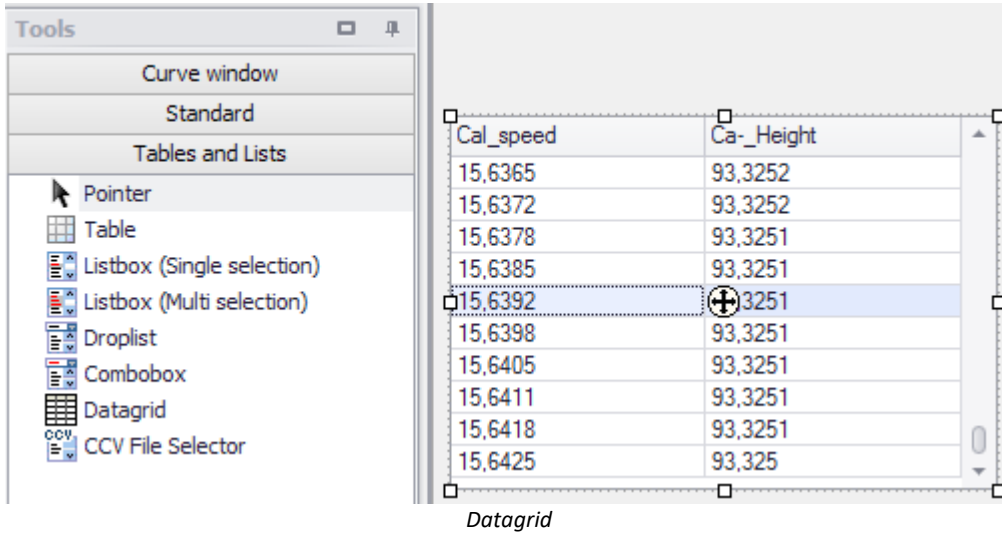 Tools
Curve window
Standard
Tables and Lists
Pointer
Table
Listbox (Single selection)
Listbox (Multi selection)
Droplist
Combobox
Datagrid
CCV
CCV File Selector
Cal_speed Ca-_Height
15,6365 93,3252
15,6372 93,3252
15,6378 93,3251
15,6385 93,3251
15,6392 3251
15,6398 93,3251
15,6405 93,3251
15,6411 93,3251
15,6418 93,3251
15,6425 93,325
Datagrid